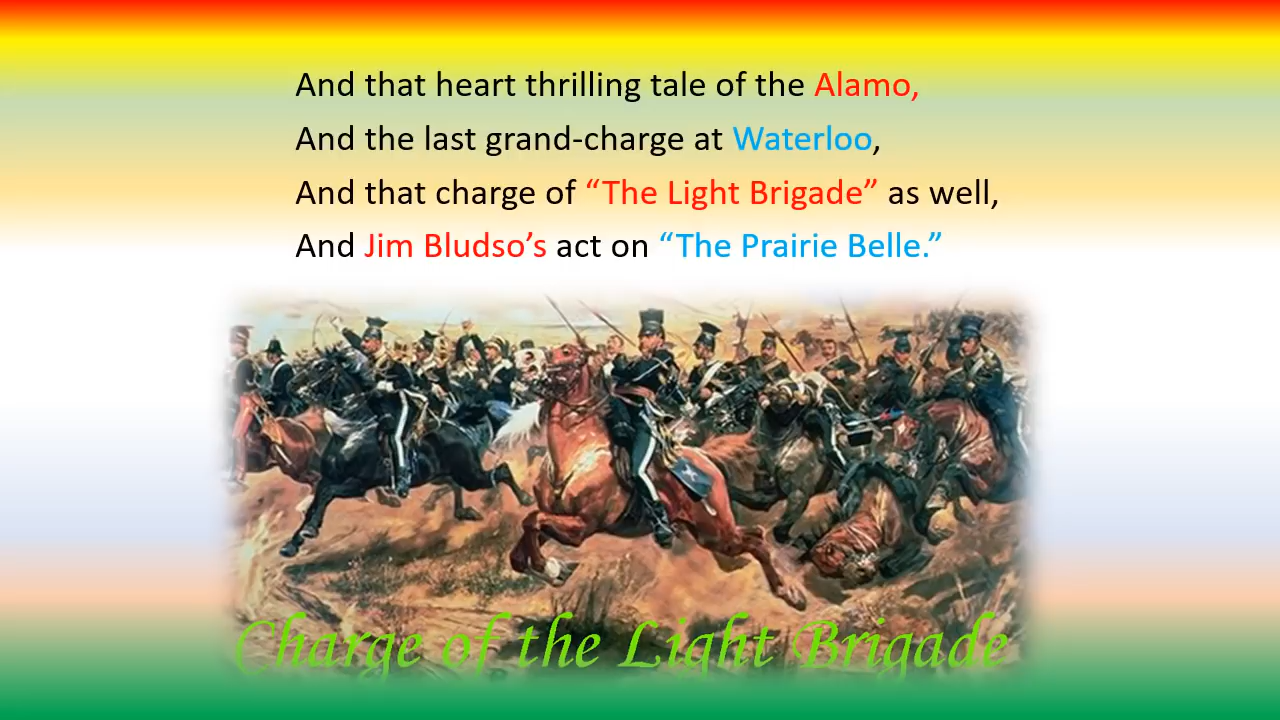 And that heart thrilling tale of the Alamo,
And the last grand-charge at Waterloo,
And that charge of “The Light Brigade” as well,
And Jim Bludso’s act on “The Prairie Belle.”
Charge of the Light Brigade